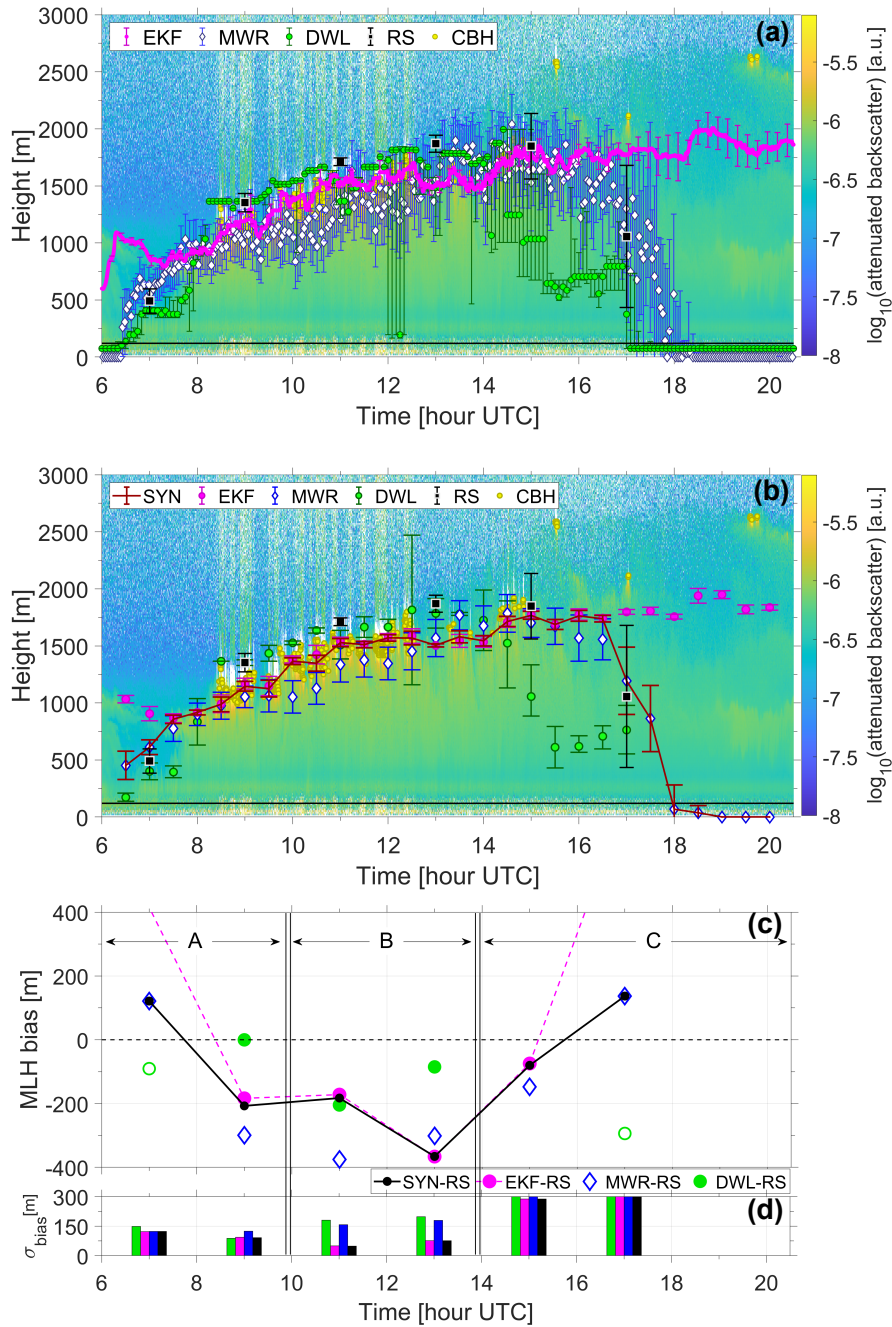 3000
2500
2000
1500
1000
500
0
Height [m]
EKF MWR DWL RS CBH
(a)
6 8 10 12 14 16 18 20
Time [hour UTC]
-5.5
-6
-6.5
-7
-7.5
-8
log10(attenuated backscatter) [a.u.]
3000
2500
2000
1500
1000
500
0
Height [m]
SYN EKF MWR DWL RS CBH
(b)
6 8 10 12 14 16 18 20
Time [hour UTC]
-5.5
-6
-6.5
-7
-7.5
-8
log10(attenuated backscatter) [a.u.]
400
200
0
-200
-400
MLH bias [m]
A B C
(c)
SYN-RS EKF-RS MWR-RS DWL-RS
300
150
0
σbias[m]
(d)
6 8 10 12 14 16 18 20
Time [hour UTC]